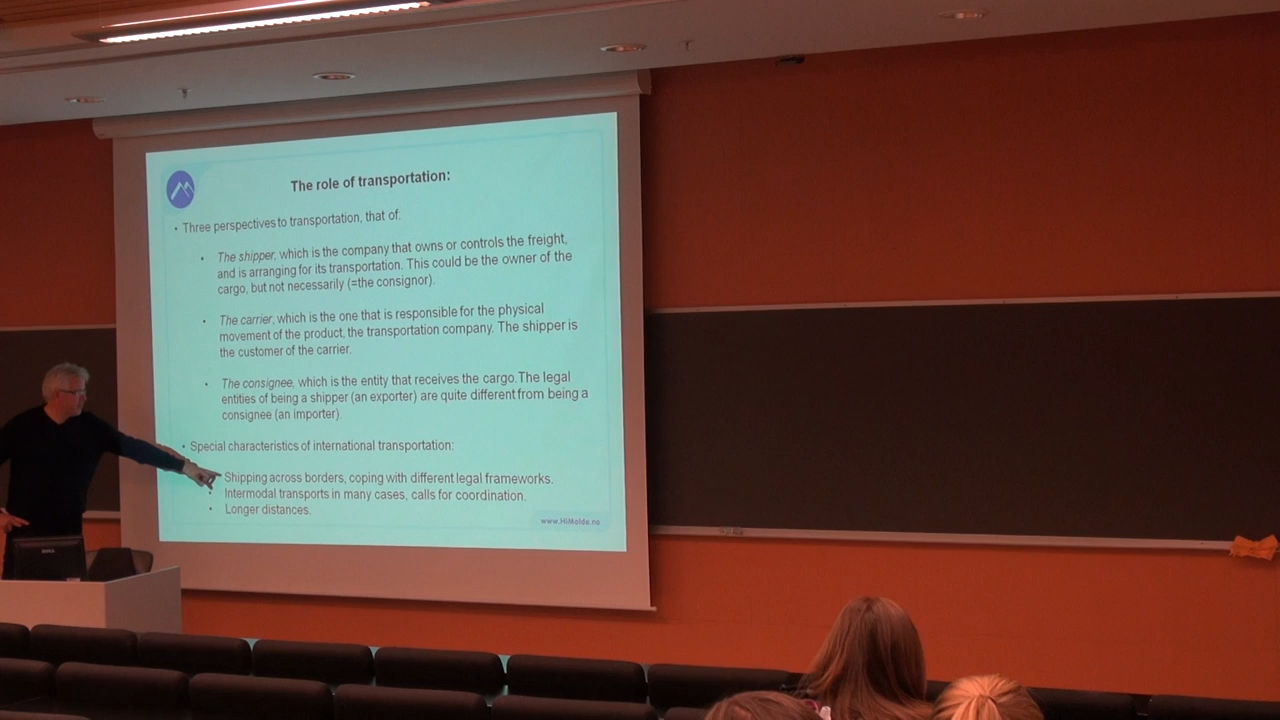 The role of transportation:
• Three perspectives to transportation, that of.
• The shipper, which is the company that owns or controls the freight,
and is arranging for its transportation. This could be the owner of the
cargo, but not necessarily (=the consignor).
• The carrier, which is the one that is responsible for the physical
movement of the product, the transportation company. The shipper is
the customer of the carrier.
• The consignee, which is the entity that receives the cargo. The legal
entities of being a shipper (an exporter) are quite different from being a
consignee (an importer).
• Special characteristics of international transportation:
Shipping across borders, coping with different legal frameworks.
• Intermodal transports in many cases, calls for coordination.
• Longer distances.
www.HiMolde.no
DELL